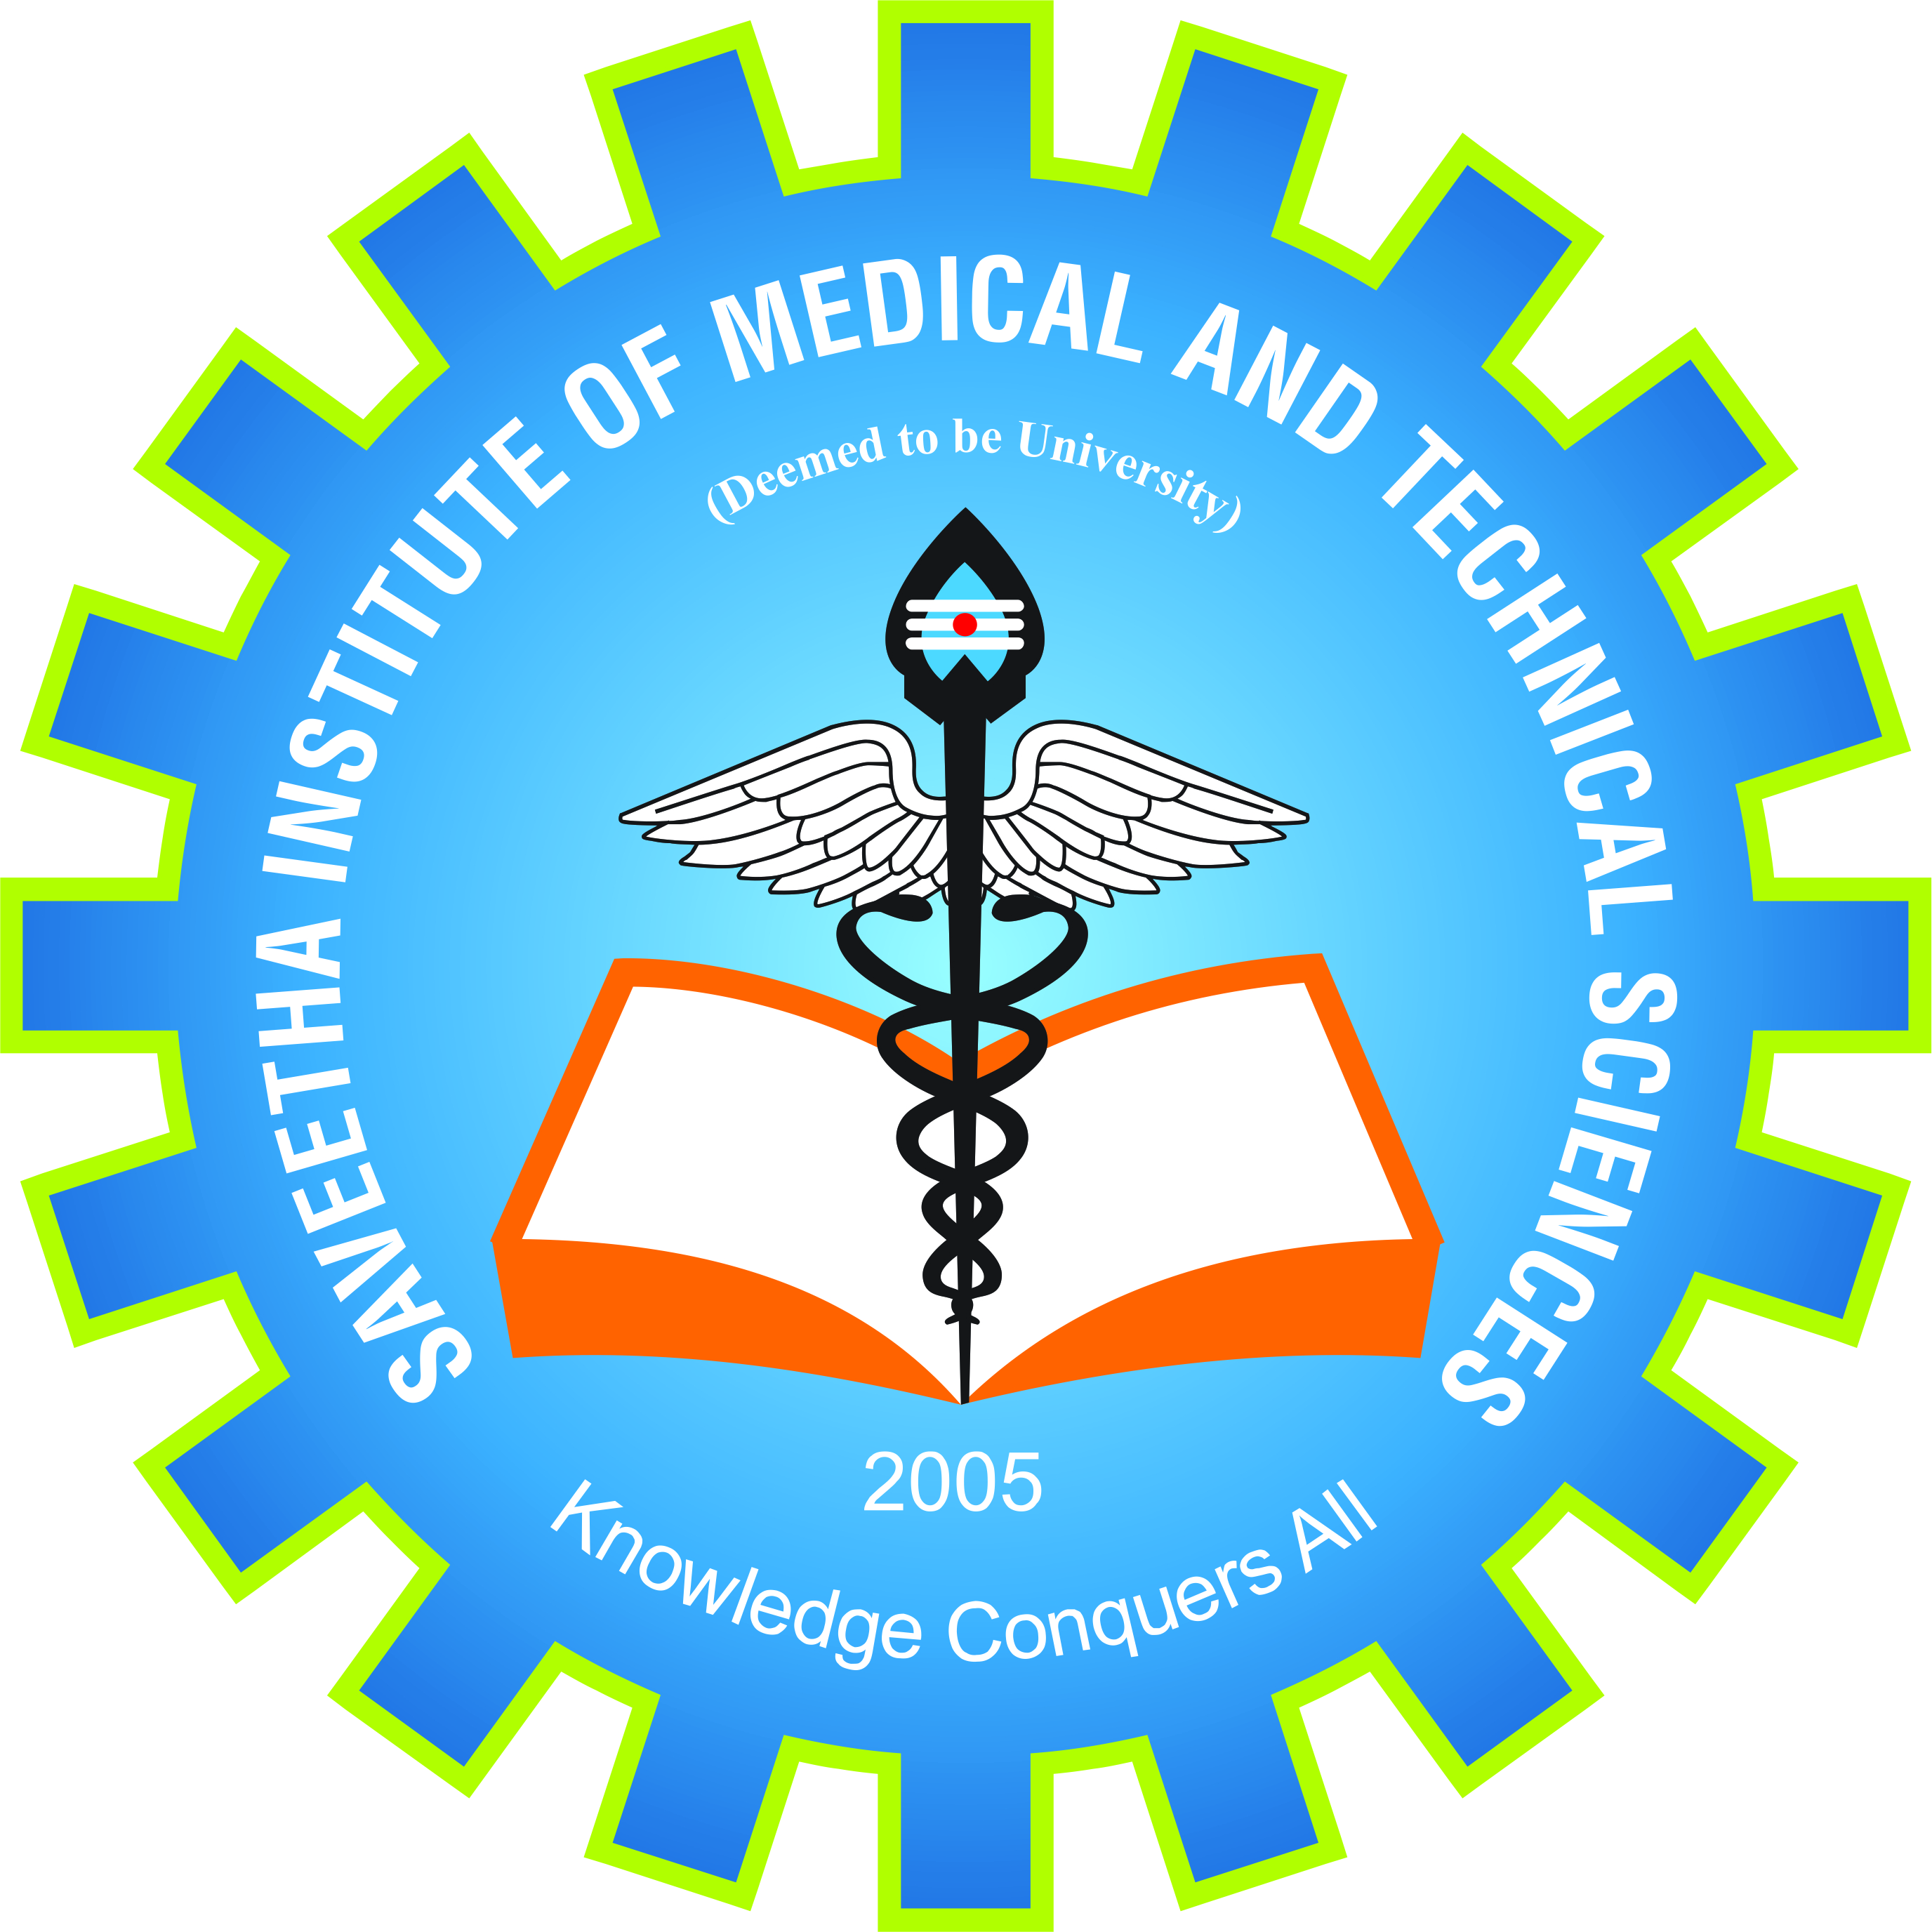 SAVEETHA INSTITUTE OF MEDICAL AND TECHNICAL SCIENCES
(Deemed to be University)
2005
Knowledge Conquers All